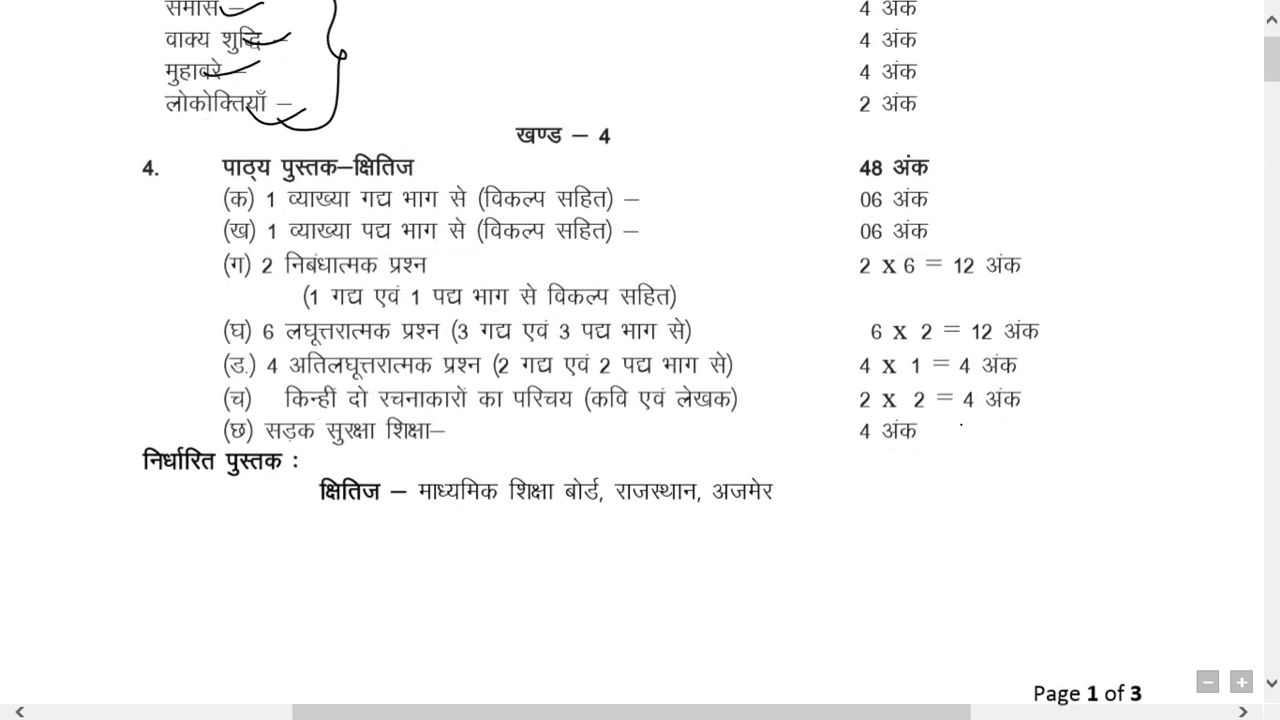 समास – 4 अंक
वाक्य शुद्धि – 4 अंक
मुहावरे – 4 अंक
लोकोक्तियाँ – 2 अंक
खण्ड – 4
4. पाठ्य पुस्तक–क्षितिज 48 अंक
(क) 1 व्याख्या गद्य भाग से (विकल्प सहित) – 06 अंक
(ख) 1 व्याख्या पद्य भाग से (विकल्प सहित) – 06 अंक
(ग) 2 निबंधात्मक प्रश्न 2 x 6 = 12 अंक
(1 गद्य एवं 1 पद्य भाग से विकल्प सहित)
(घ) 6 लघूत्तरात्मक प्रश्न (3 गद्य एवं 3 पद्य भाग से) 6 x 2 = 12 अंक
(ड.) 4 अतिलघूत्तरात्मक प्रश्न (2 गद्य एवं 2 पद्य भाग से) 4 x 1 = 4 अंक
(च) किन्हीं दो रचनाकारों का परिचय (कवि एवं लेखक) 2 x 2 = 4 अंक
(छ) सड़क सुरक्षा शिक्षा– 4 अंक
निर्धारित पुस्तक :
क्षितिज – माध्यमिक शिक्षा बोर्ड, राजस्थान, अजमेर
Page 1 of 3